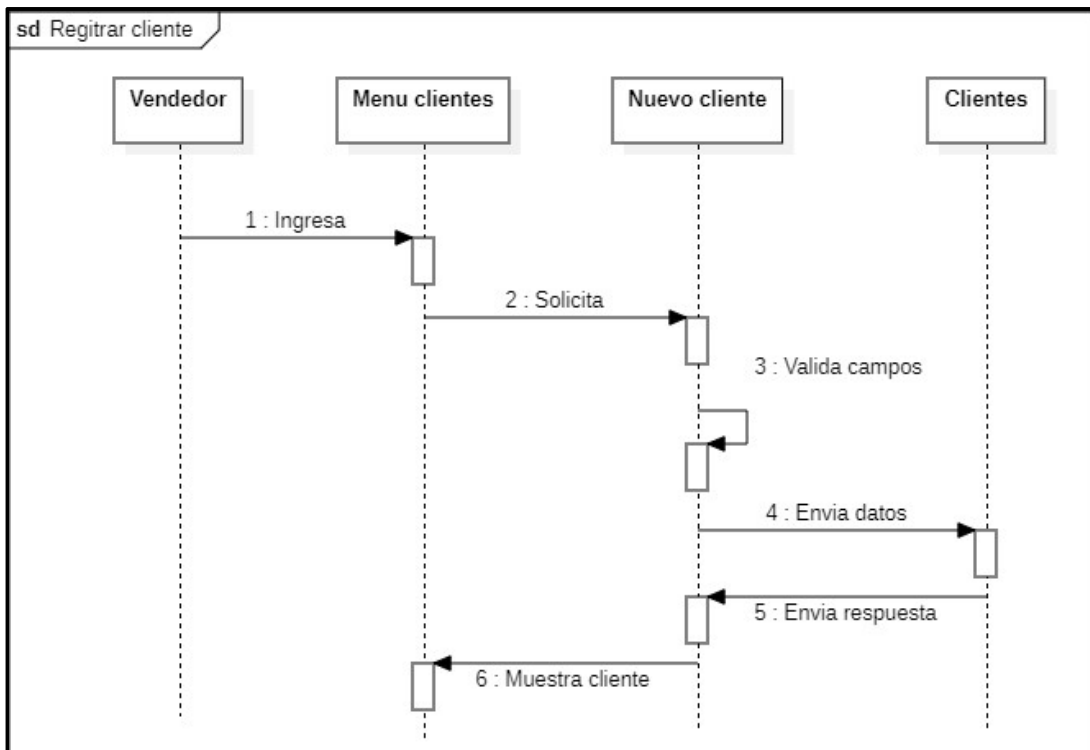 sd Regitrar cliente
Vendedor
Menu clientes
Nuevo cliente
Clientes
1 : Ingresa
2 : Solicita
3 : Valida campos
4 : Envia datos
5 : Envia respuesta
6 : Muestra cliente